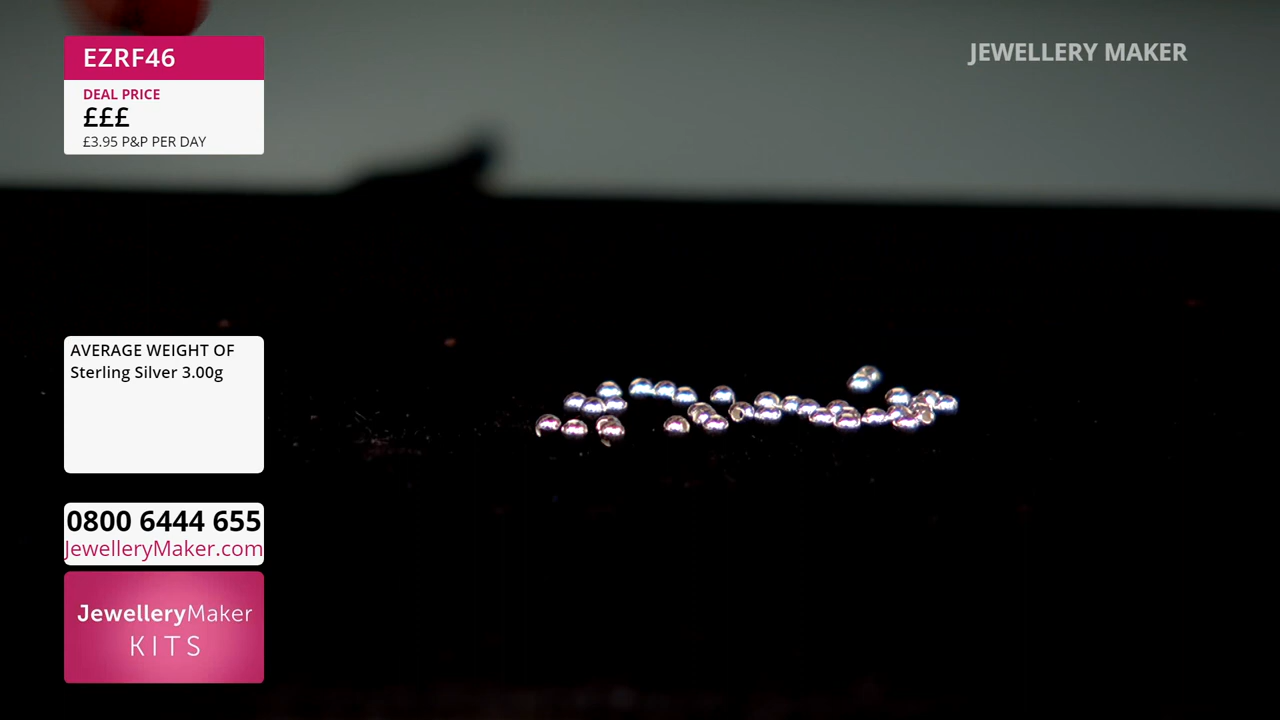 EZRF46
DEAL PRICE
£££
£3.95 P&P PER DAY
JEWELLERY MAKER
AVERAGE WEIGHT OF
Sterling Silver 3.00g
0800 6444 655
JewelleryMaker.com
JewelleryMaker
KITS